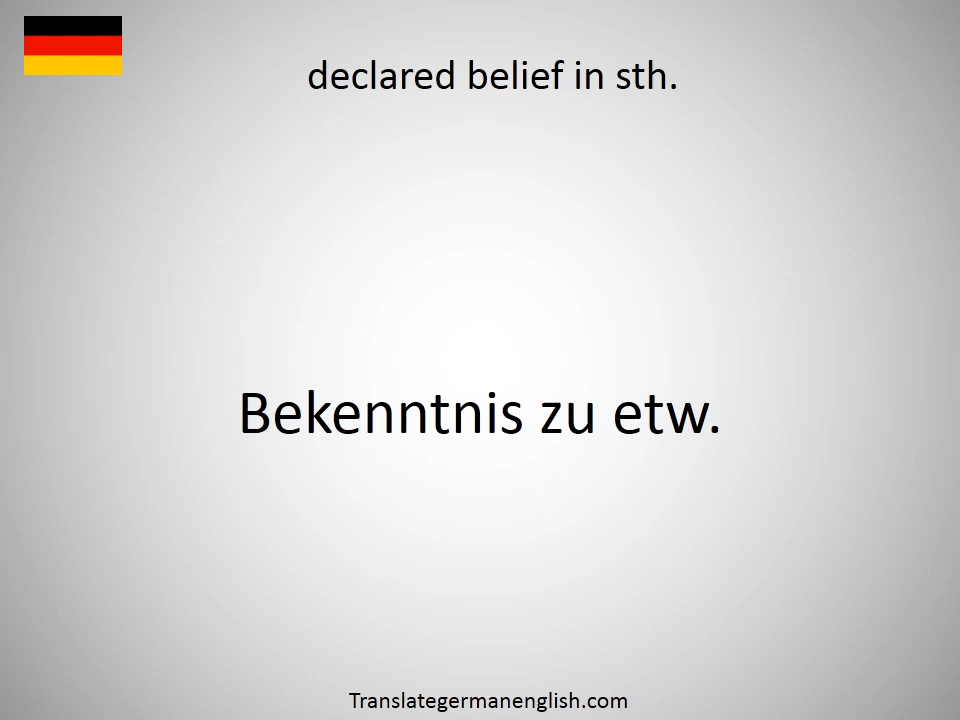 declared belief in sth.
Bekenntnis zu etw.
Translategermanenglish.com